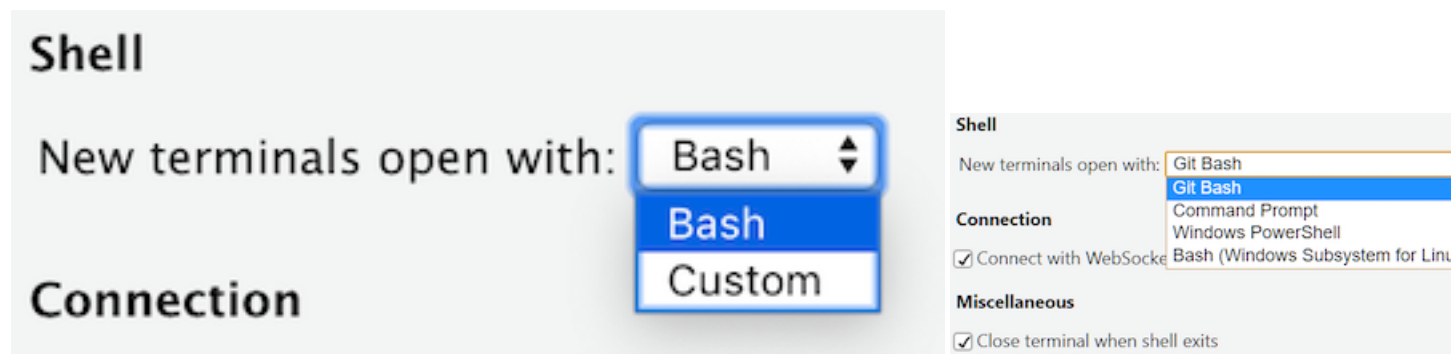 Shell
New terminals open with: Bash
Bash
Custom
Connection
Shell
New terminals open with: Git Bash
Git Bash
Command Prompt
Windows PowerShell
Connection
Connect with WebSocke Bash (Windows Subsystem for Linu
Miscellaneous
Close terminal when shell exits